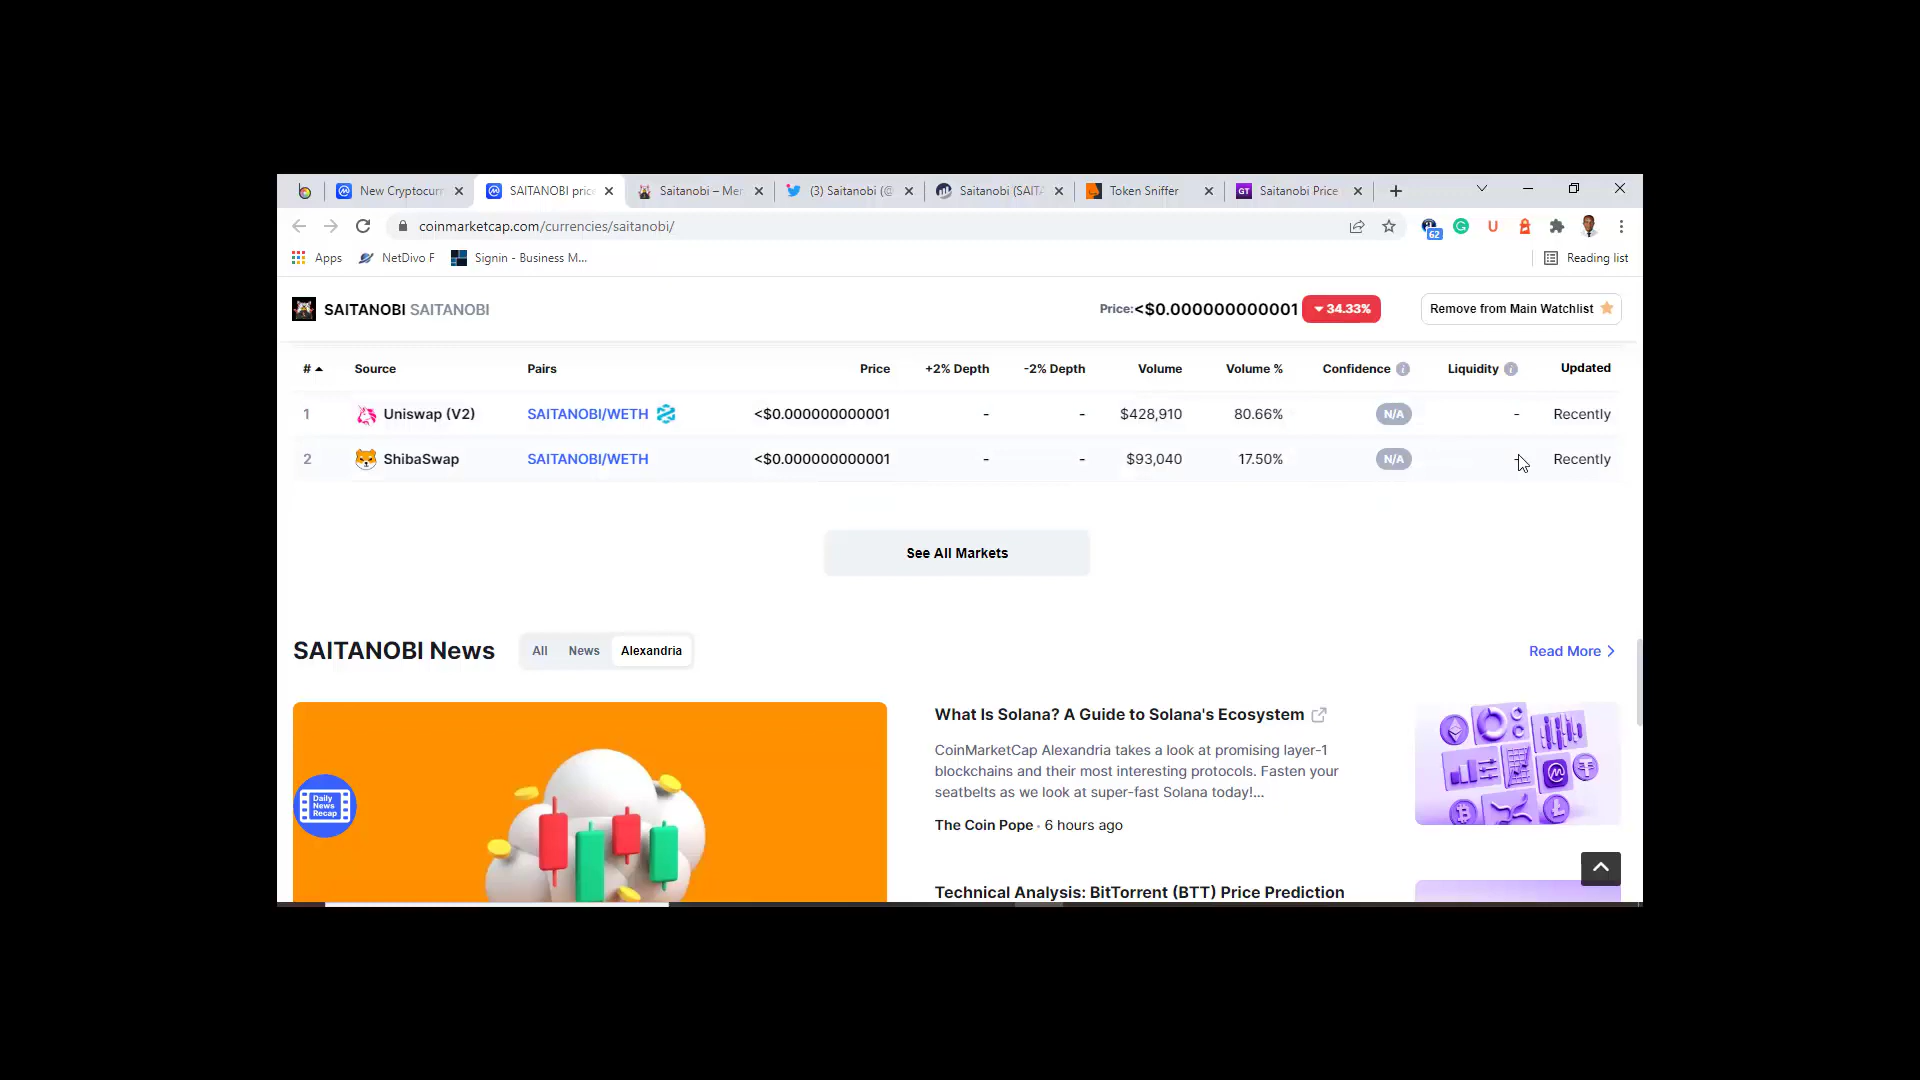 New Cryptocurr
SAITANOBI pric
Saitanobi – Mer
(3) Saitanobi (@
Saitanobi (SAIT
Token Sniffer
GT Saitanobi Price
coinmarketcap.com/currencies/saitanobi/
62
U
Apps
NetDivo F
Signin - Business M...
Reading list
SAITANOBI SAITANOBI
Price:<$0.000000000001 34.33%
Remove from Main Watchlist
# Source Pairs Price +2% Depth -2% Depth Volume Volume % Confidence Liquidity Updated
1 Uniswap (V2) SAITANOBI/WETH <$0.000000000001 - - $428,910 80.66% N/A - Recently
2 ShibaSwap SAITANOBI/WETH <$0.000000000001 - - $93,040 17.50% N/A - Recently
See All Markets
SAITANOBI News
All News Alexandria
Read More
What Is Solana? A Guide to Solana's Ecosystem
CoinMarketCap Alexandria takes a look at promising layer-1
blockchains and their most interesting protocols. Fasten your
seatbelts as we look at super-fast Solana today!...
The Coin Pope · 6 hours ago
Daily
News
Recap
Technical Analysis: BitTorrent (BTT) Price Prediction